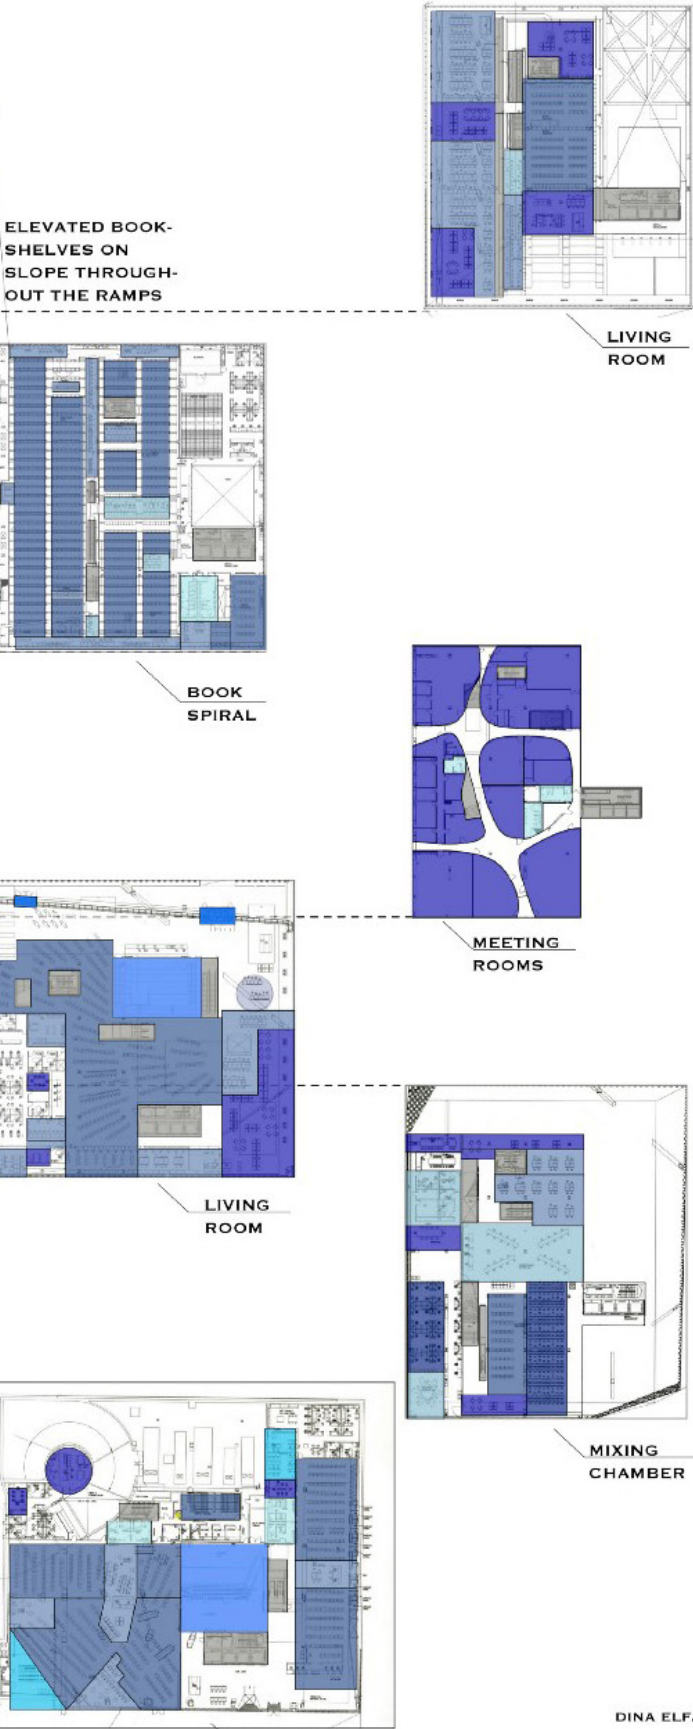 ELEVATED BOOK-
SHELVES ON
SLOPE THROUGH-
OUT THE RAMPS
LIVING
ROOM
BOOK
SPIRAL
MEETING
ROOMS
LIVING
ROOM
MIXING
CHAMBER
DINA